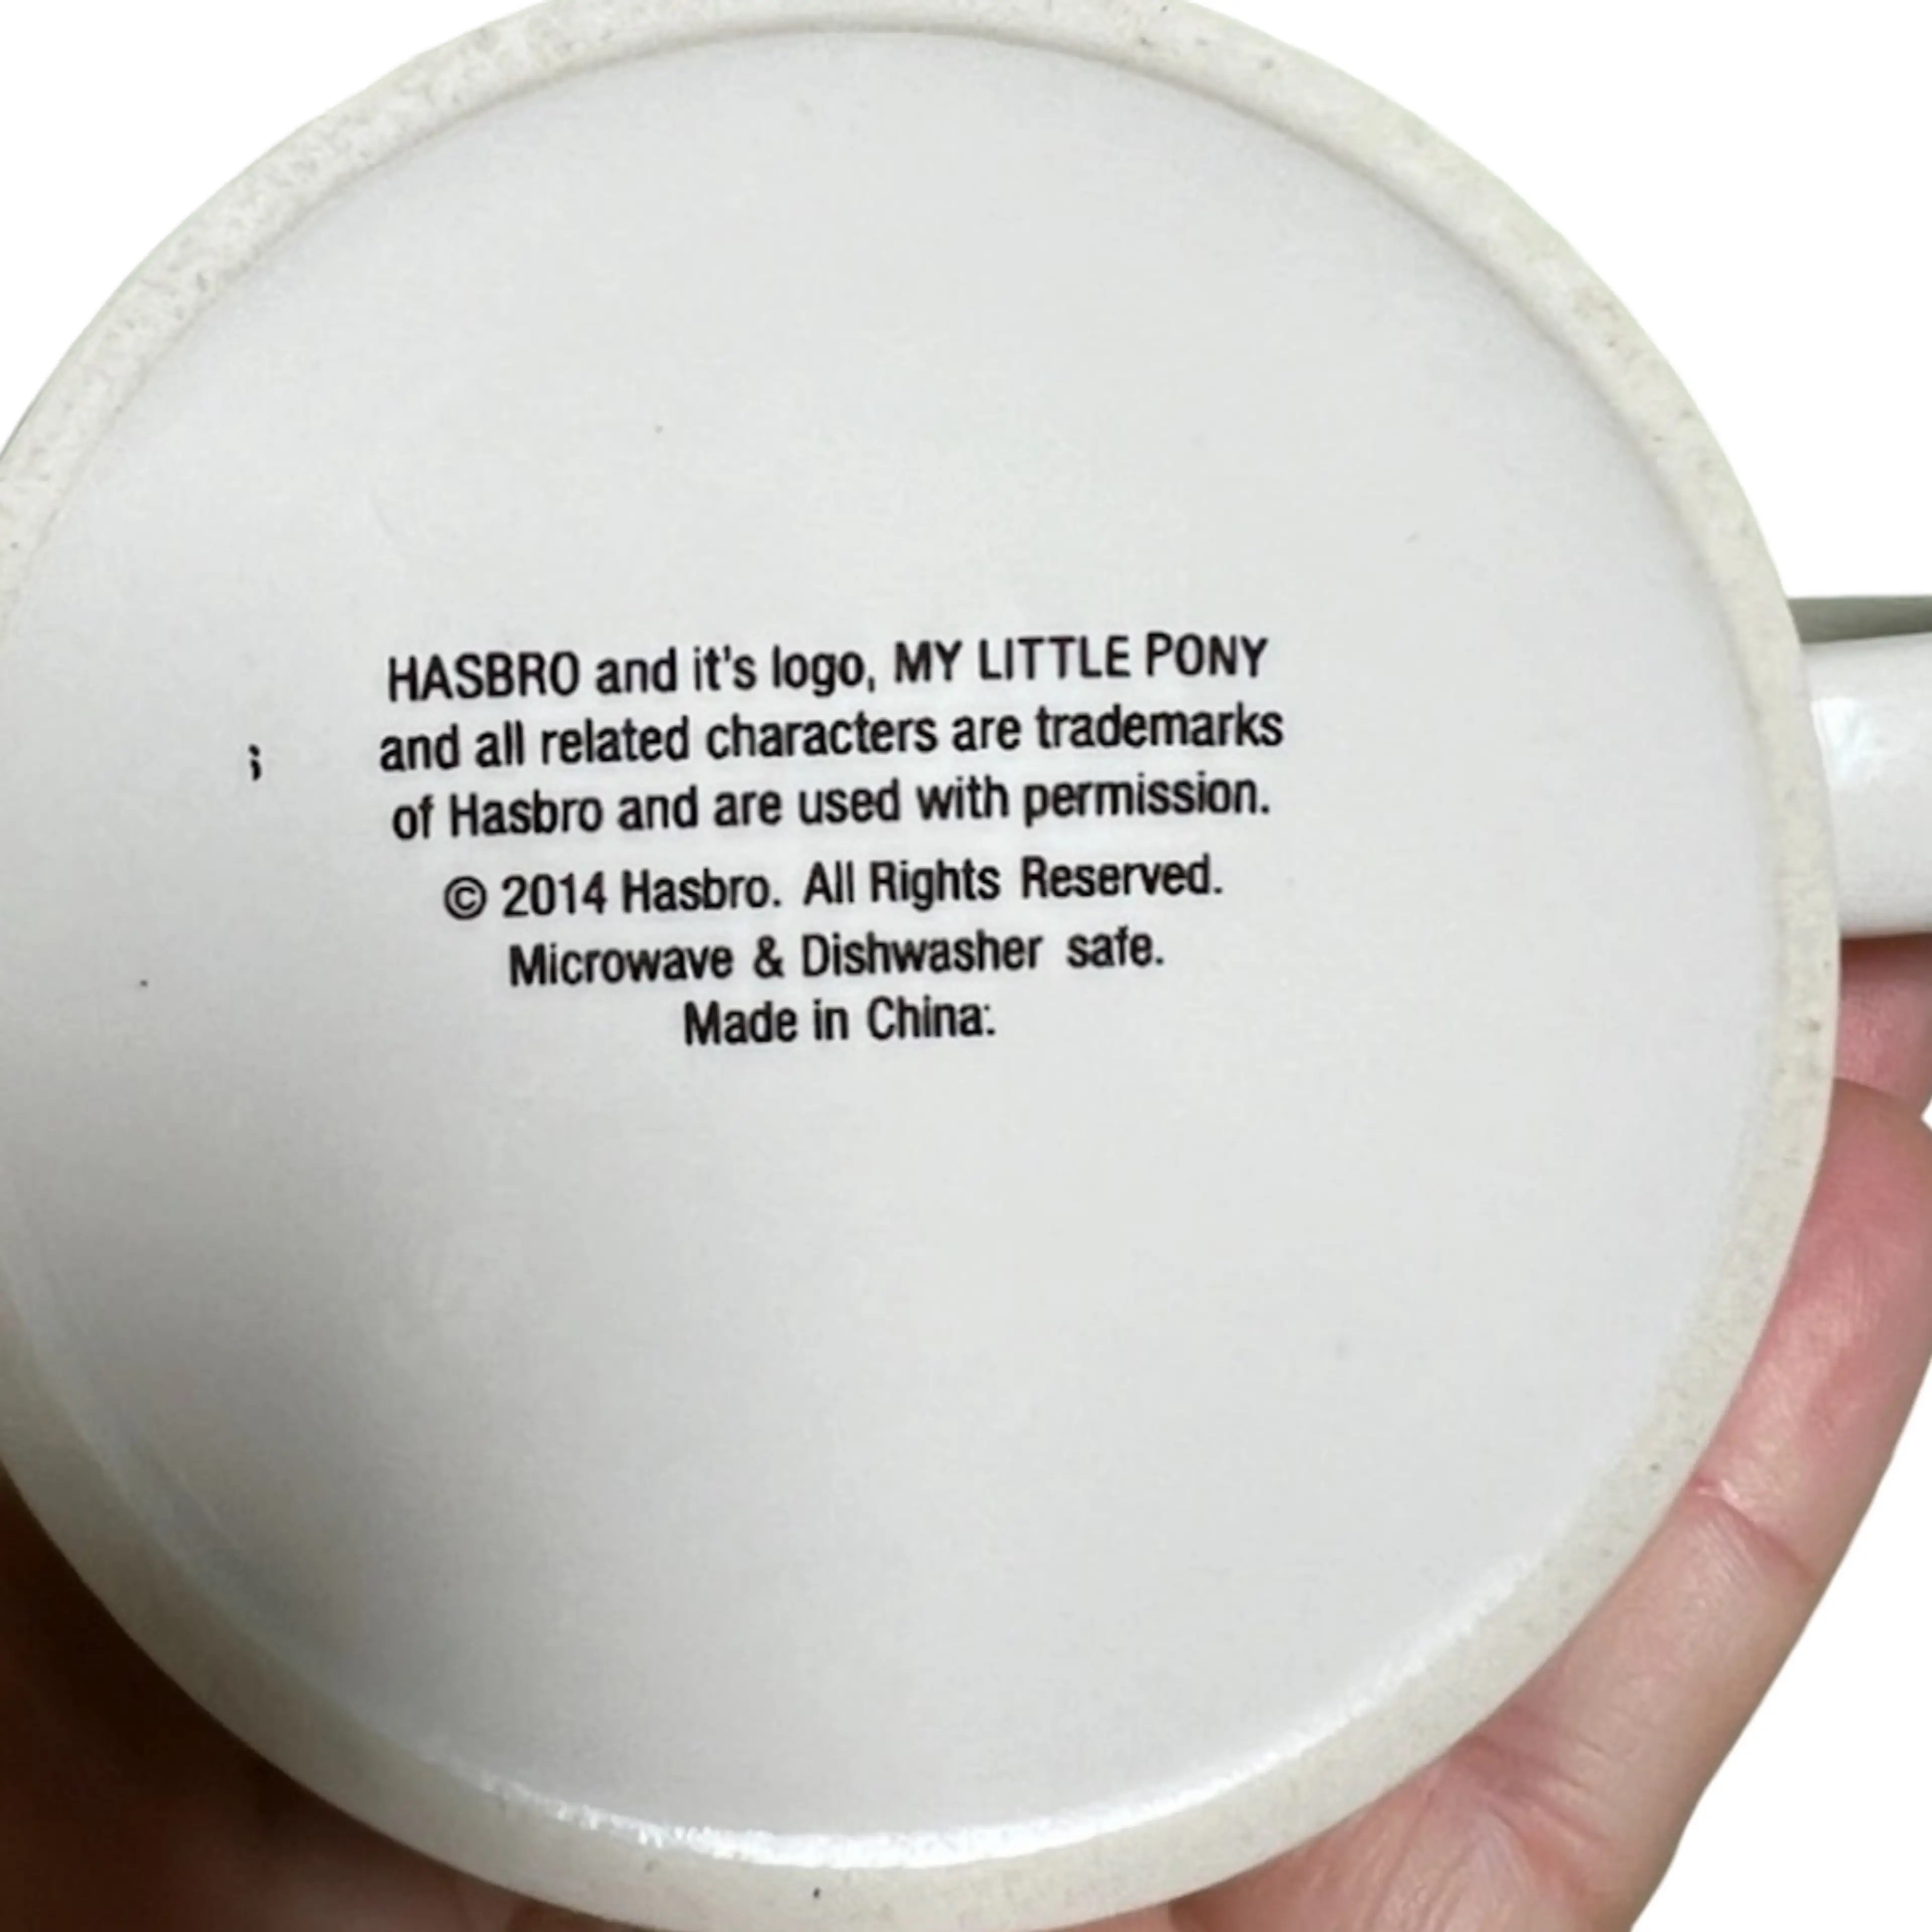 HASBRO and it's logo, MY LITTLE PONY
and all related characters are trademarks
of Hasbro and are used with permission.
© 2014 Hasbro. All Rights Reserved.
Microwave & Dishwasher safe.
Made in China: